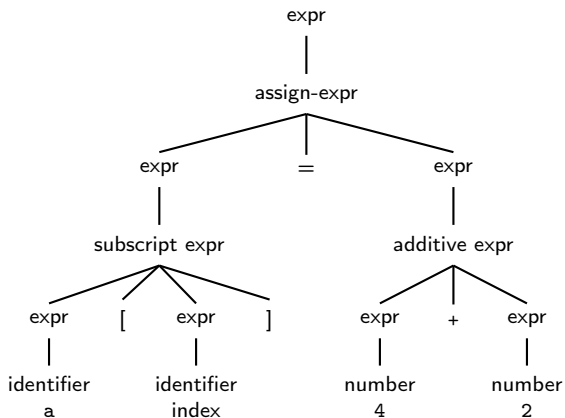 expr
assign-expr
expr = expr
subscript expr additive expr
expr [ expr ] expr + expr
identifier identifier number number
a index 4 2